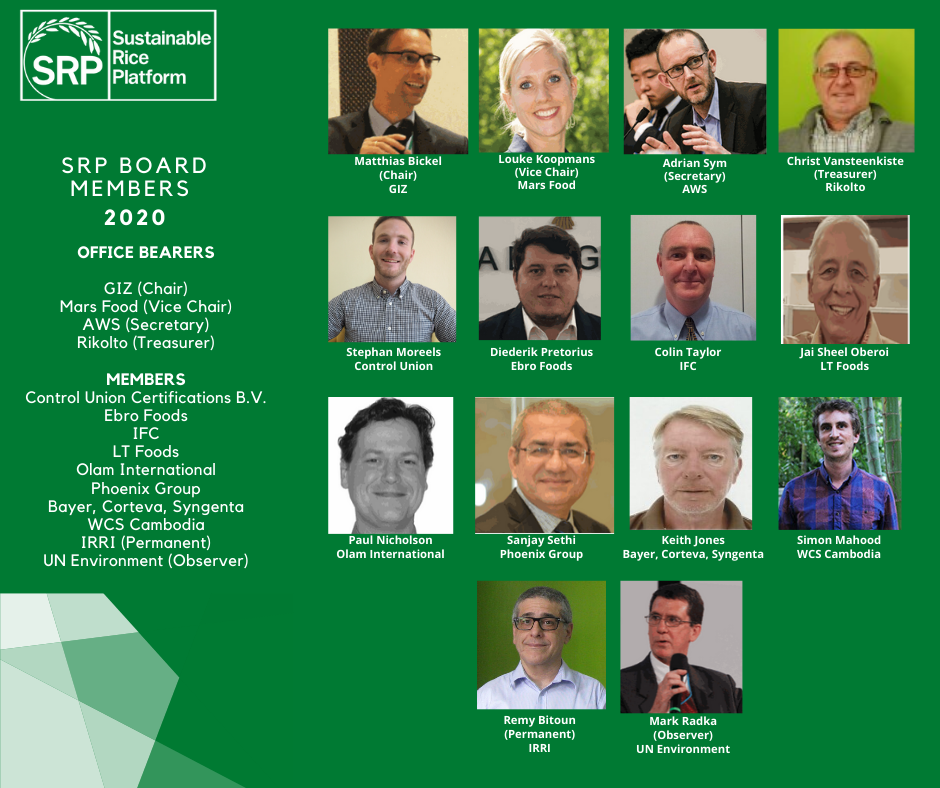 SRP
Sustainable
Rice
Platform
SRP BOARD
MEMBERS
2020
OFFICE BEARERS
GIZ (Chair)
Mars Food (Vice Chair)
AWS (Secretary)
Rikolto (Treasurer)
MEMBERS
Control Union Certifications B.V.
Ebro Foods
IFC
LT Foods
Olam International
Phoenix Group
Bayer, Corteva, Syngenta
WCS Cambodia
IRRI (Permanent)
UN Environment (Observer)
Matthias Bickel
(Chair)
GIZ
Louke Koopmans
(Vice Chair)
Mars Food
Adrian Sym
(Secretary)
AWS
Christ Vansteenkiste
(Treasurer)
Rikolto
Stephan Moreels
Control Union
Diederik Pretorius
Ebro Foods
Colin Taylor
IFC
Jai Sheel Oberoi
LT Foods
Paul Nicholson
Olam International
Sanjay Sethi
Phoenix Group
Keith Jones
Bayer, Corteva, Syngenta
Simon Mahood
WCS Cambodia
Remy Bitoun
(Permanent)
IRRI
Mark Radka
(Observer)
UN Environment